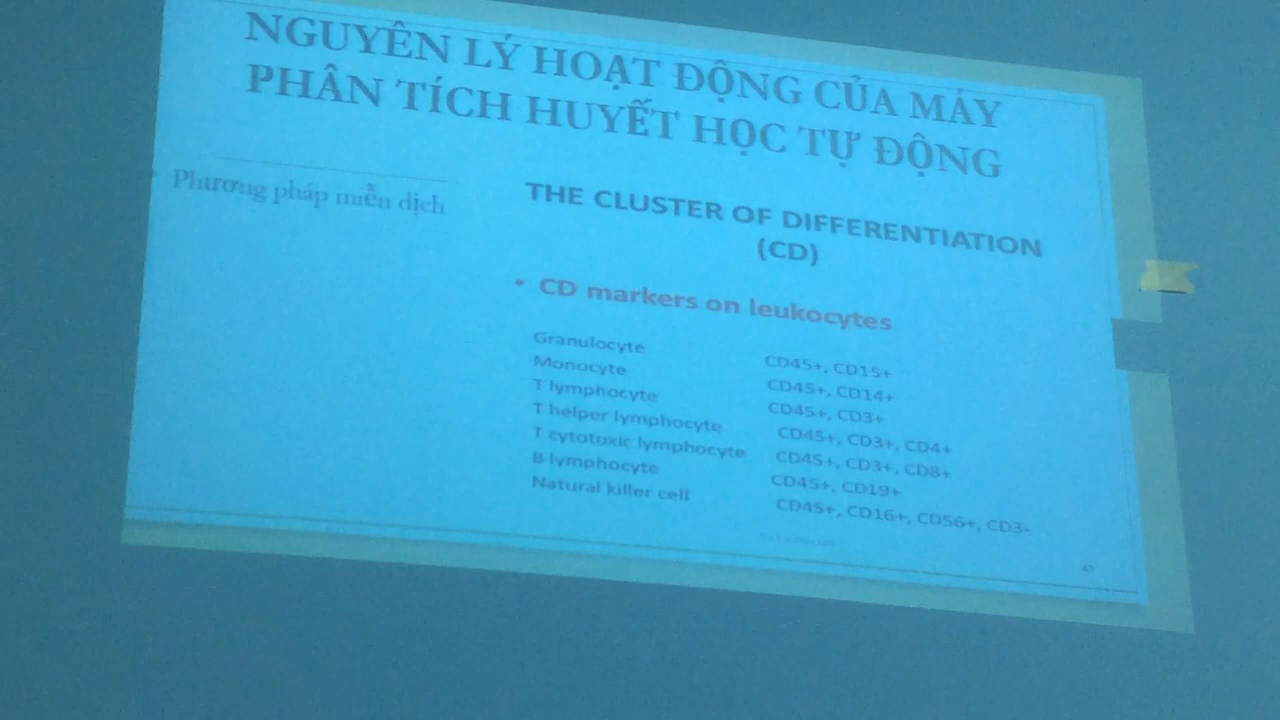 NGUYÊN LÝ HOẠT ĐỘNG CỦA MÁY
PHÂN TÍCH HUYẾT HỌC TỰ ĐỘNG
Phương pháp miễn dịch
THE CLUSTER OF DIFFERENTIATION
(CD)
• CD markers on leukocytes
Granulocyte CD45+, CD15+
Monocyte CD45+, CD14+
T lymphocyte CD45+, CD3+
T helper lymphocyte CD45+, CD3+, CD4+
T cytotoxic lymphocyte CD45+, CD3+, CD8+
B lymphocyte CD45+, CD19+
Natural killer cell CD45+, CD16+, CD56+, CD3-